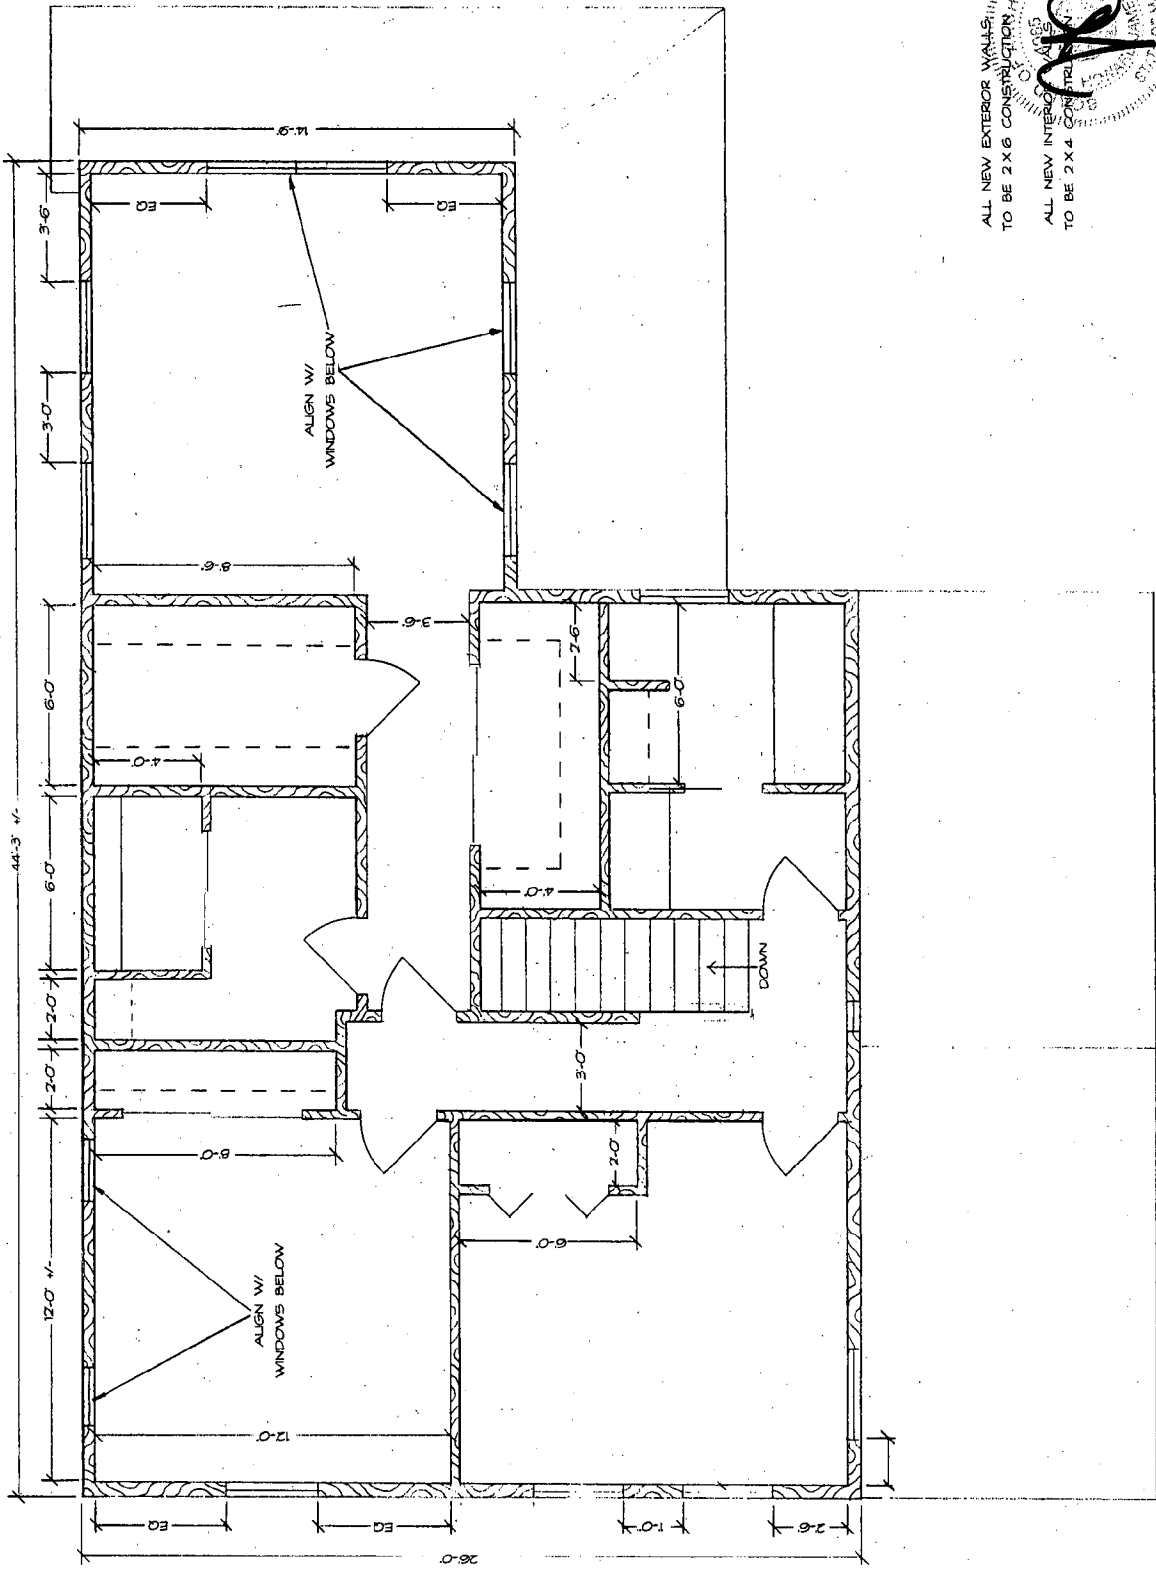 44'-3" +/-
12'-0" +/-
2'-0"
2'-0"
6'-0"
6'-0"
3'-0"
3'-6"
14'-9"
EQ
EQ
ALIGN W/
WINDOWS BELOW
8'-6"
3'-6"
4'-0"
2'-6"
6'-0"
4'-0"
DOWN
3'-0"
8'-0"
2'-0"
6'-0"
ALIGN W/
WINDOWS BELOW
12'-0"
EQ
EQ
1'-0"
2'-6"
26'-0"
ALL NEW EXTERIOR WALLS
TO BE 2X6 CONSTRUCTION
ALL NEW INTERIOR WALLS
TO BE 2X4 CONSTRUCTION